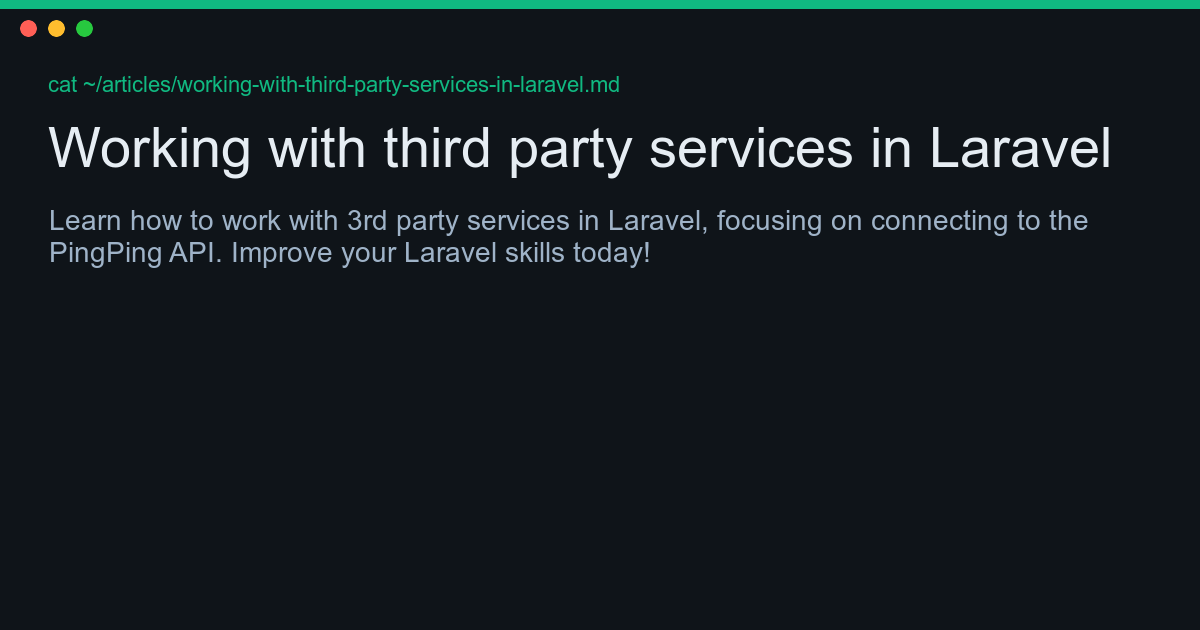 cat ~/articles/working-with-third-party-services-in-laravel.md
Working with third party services in Laravel
Learn how to work with 3rd party services in Laravel, focusing on connecting to the
PingPing API. Improve your Laravel skills today!